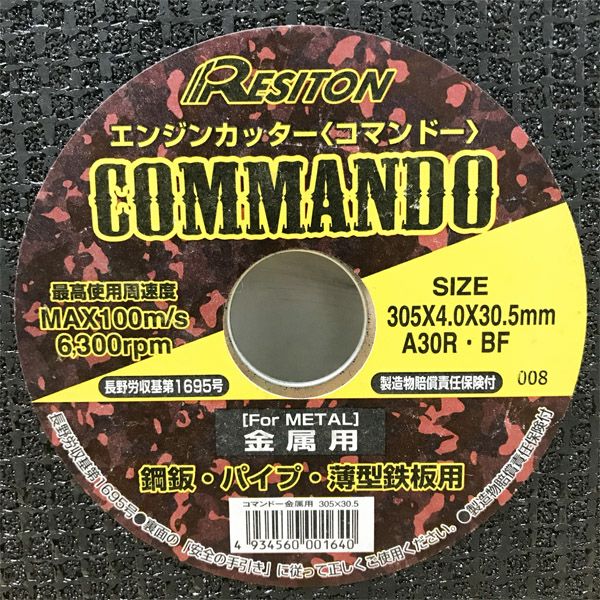 RESITON
エンジンカッター〈コマンドー〉
COMMANDO
最高使用周速度
MAX100m/s
6,300rpm
SIZE
305X4.0X30.5mm
A30R・BF
長野労収基第1695号
製造物賠償責任保険付
008
[For METAL]
金属用
鋼鈑・パイプ・薄型鉄板用
コマンドー金属用 305×30.5
4 934560 001640
長野労収基第1695号●裏面の「安全の手引き」に従って正しくご使用ください。●製造物賠償責任保険付